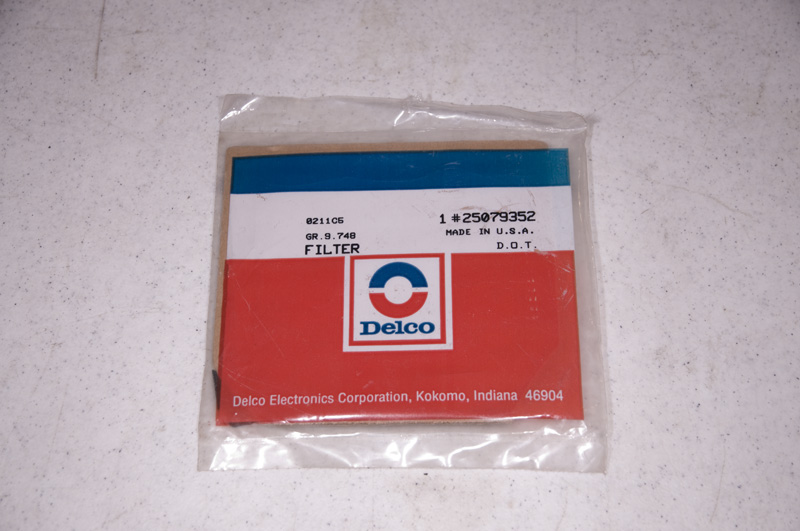 0211C5
1 #25079352
GR.9.748
MADE IN U.S.A.
FILTER
D.O.T.
Delco
Delco Electronics Corporation, Kokomo, Indiana 46904